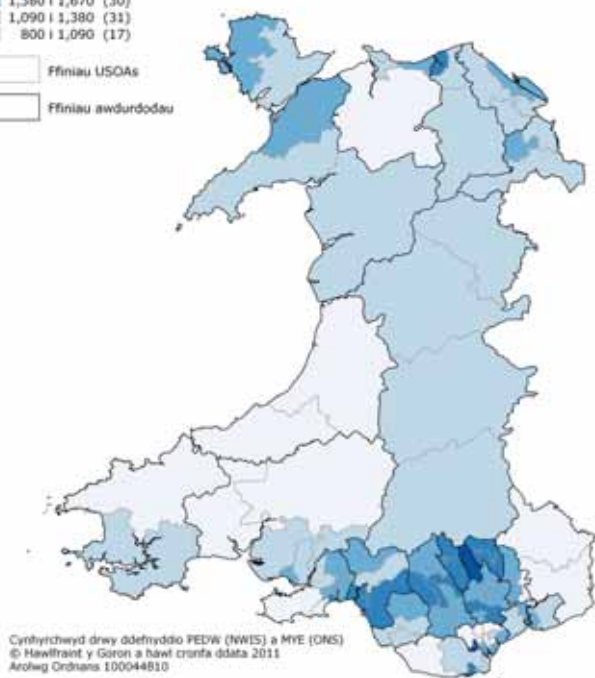 1,380 i 1,670 (30)
1,090 i 1,380 (31)
800 i 1,090 (17)
Ffiniau USOAs
Ffiniau awdurdodau
Cynhyrchwyd drwy ddefnyddio PEDW (NWIS) a MYE (ONS)
© Hawlfraint y Goron a hawl cronfa ddata 2011
Arolwg Ordnans 100044810